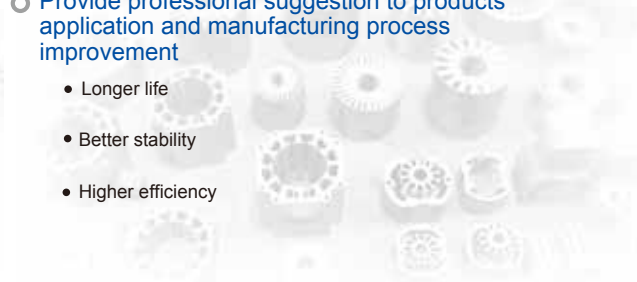 Provide professional suggestion to products
application and manufacturing process
improvement
• Longer life
• Better stability
• Higher efficiency